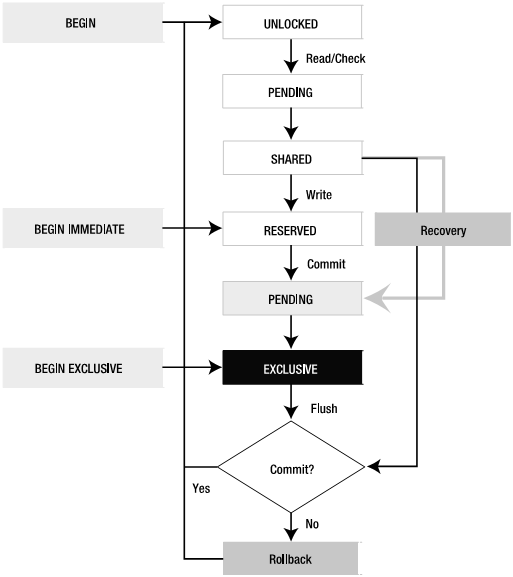 BEGIN
UNLOCKED
Read/Check
PENDING
SHARED
Write
BEGIN IMMEDIATE
RESERVED
Recovery
Commit
PENDING
BEGIN EXCLUSIVE
EXCLUSIVE
Flush
Commit?
Yes
No
Rollback